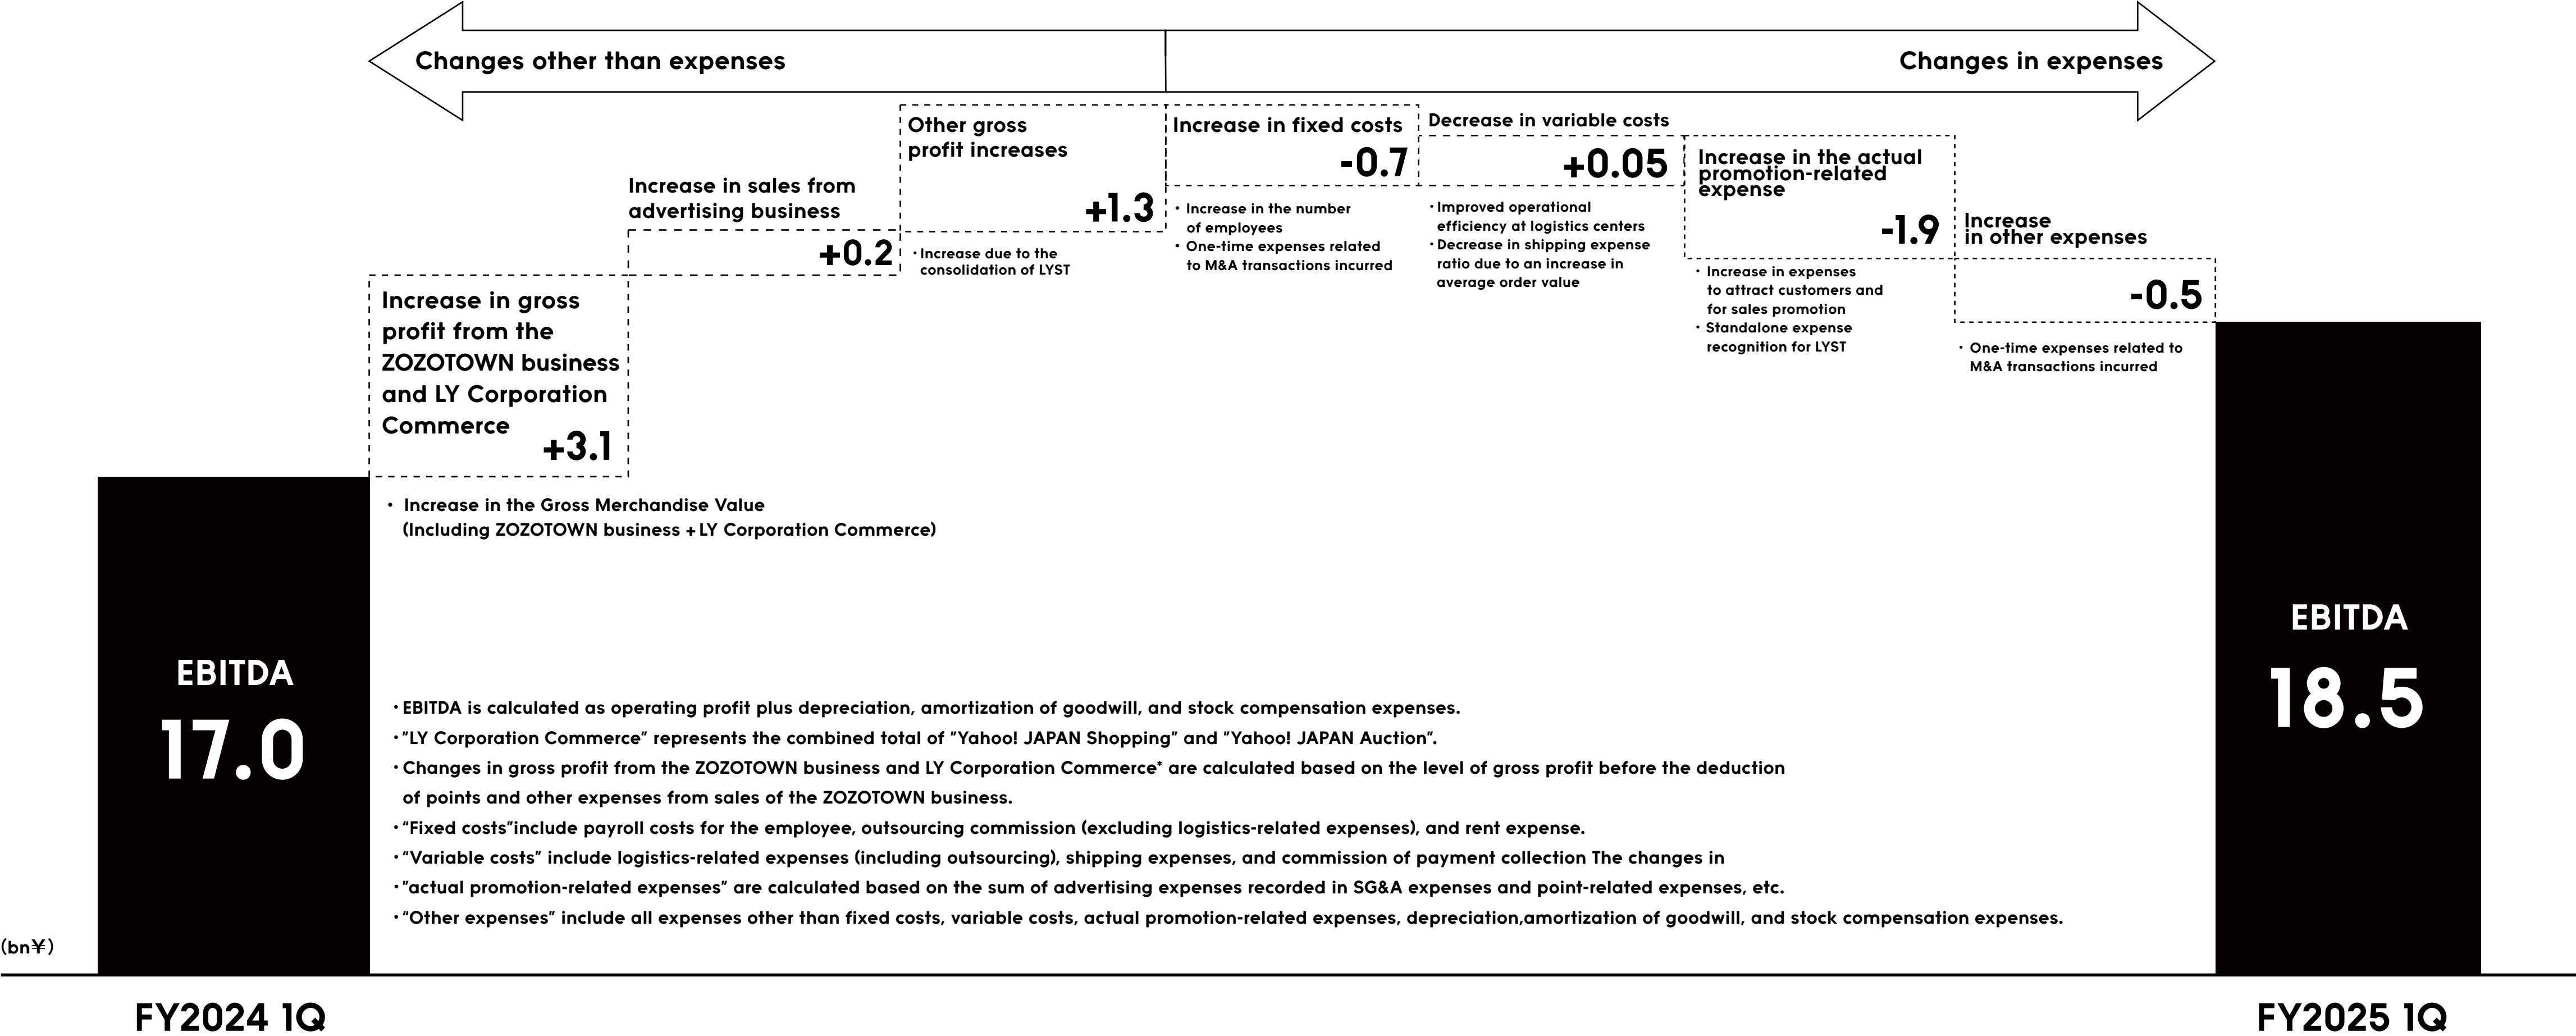 Changes other than expenses
Changes in expenses
Increase in gross
profit from the
ZOZOTOWN business
and LY Corporation
Commerce
+3.1
・ Increase in the Gross Merchandise Value
(Including ZOZOTOWN business + LY Corporation Commerce)
Increase in sales from
advertising business
+0.2
Other gross
profit increases
+1.3
・Increase due to the
consolidation of LYST
Increase in fixed costs
-0.7
・ Increase in the number
of employees
・ One-time expenses related
to M&A transactions incurred
Decrease in variable costs
+0.05
・Improved operational
efficiency at logistics centers
・Decrease in shipping expense
ratio due to an increase in
average order value
Increase in the actual
promotion-related
expense
-1.9
・ Increase in expenses
to attract customers and
for sales promotion
・ Standalone expense
recognition for LYST
Increase
in other expenses
-0.5
・ One-time expenses related to
M&A transactions incurred
EBITDA
17.0
EBITDA
18.5
・EBITDA is calculated as operating profit plus depreciation, amortization of goodwill, and stock compensation expenses.
・"LY Corporation Commerce" represents the combined total of "Yahoo! JAPAN Shopping" and "Yahoo! JAPAN Auction".
・Changes in gross profit from the ZOZOTOWN business and LY Corporation Commerce* are calculated based on the level of gross profit before the deduction
of points and other expenses from sales of the ZOZOTOWN business.
・"Fixed costs"include payroll costs for the employee, outsourcing commission (excluding logistics-related expenses), and rent expense.
・"Variable costs" include logistics-related expenses (including outsourcing), shipping expenses, and commission of payment collection The changes in
・"actual promotion-related expenses" are calculated based on the sum of advertising expenses recorded in SG&A expenses and point-related expenses, etc.
・"Other expenses" include all expenses other than fixed costs, variable costs, actual promotion-related expenses, depreciation,amortization of goodwill, and stock compensation expenses.
(bn¥)
FY2024 1Q
FY2025 1Q